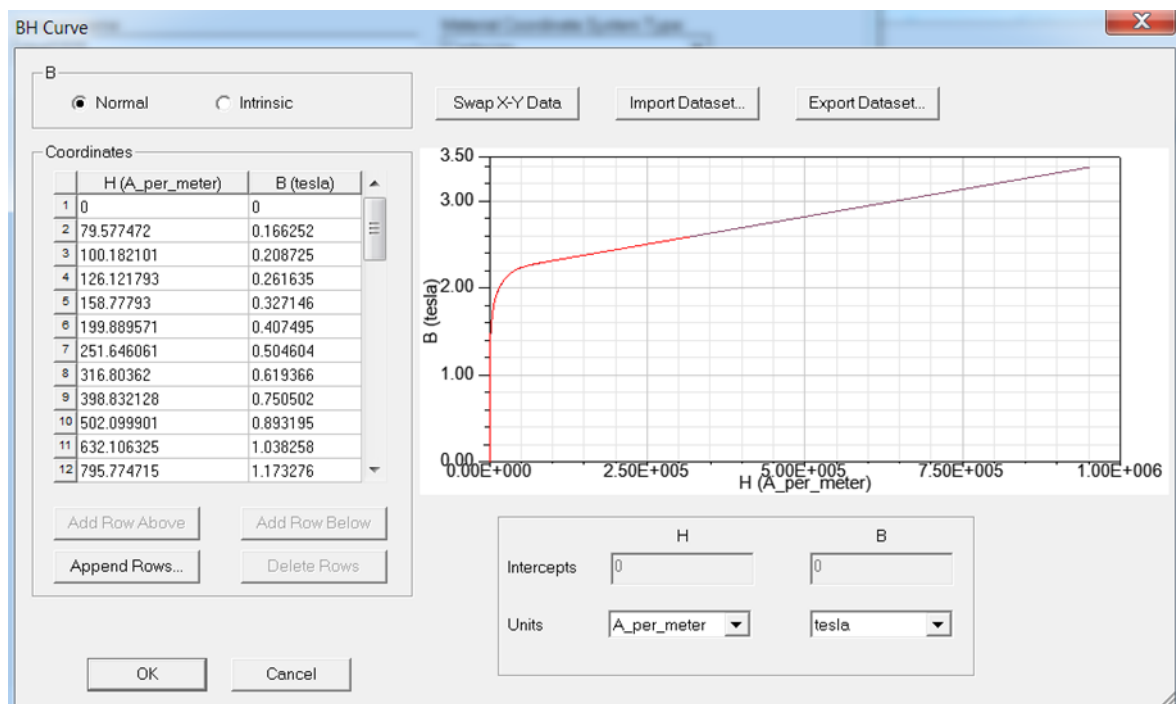 BH Curve
Material Coordinate System Type
B
Normal Intrinsic
Swap X-Y Data Import Dataset... Export Dataset...
Coordinates
H (A_per_meter) B (tesla)
1 0 0
2 79.577472 0.166252
3 100.182101 0.208725
4 126.121793 0.261635
5 158.77793 0.327146
6 199.889571 0.407495
7 251.646061 0.504604
8 316.80362 0.619366
9 398.832128 0.750502
10 502.099901 0.893195
11 632.106325 1.038258
12 795.774715 1.173276
Add Row Above Add Row Below
Append Rows... Delete Rows
OK Cancel
3.50
3.00
2.00
1.00
0.00
B (tesla)
0.00E+000 2.50E+005 5.00E+005 7.50E+005 1.00E+006
H (A_per_meter)
H B
Intercepts 0 0
Units A_per_meter tesla